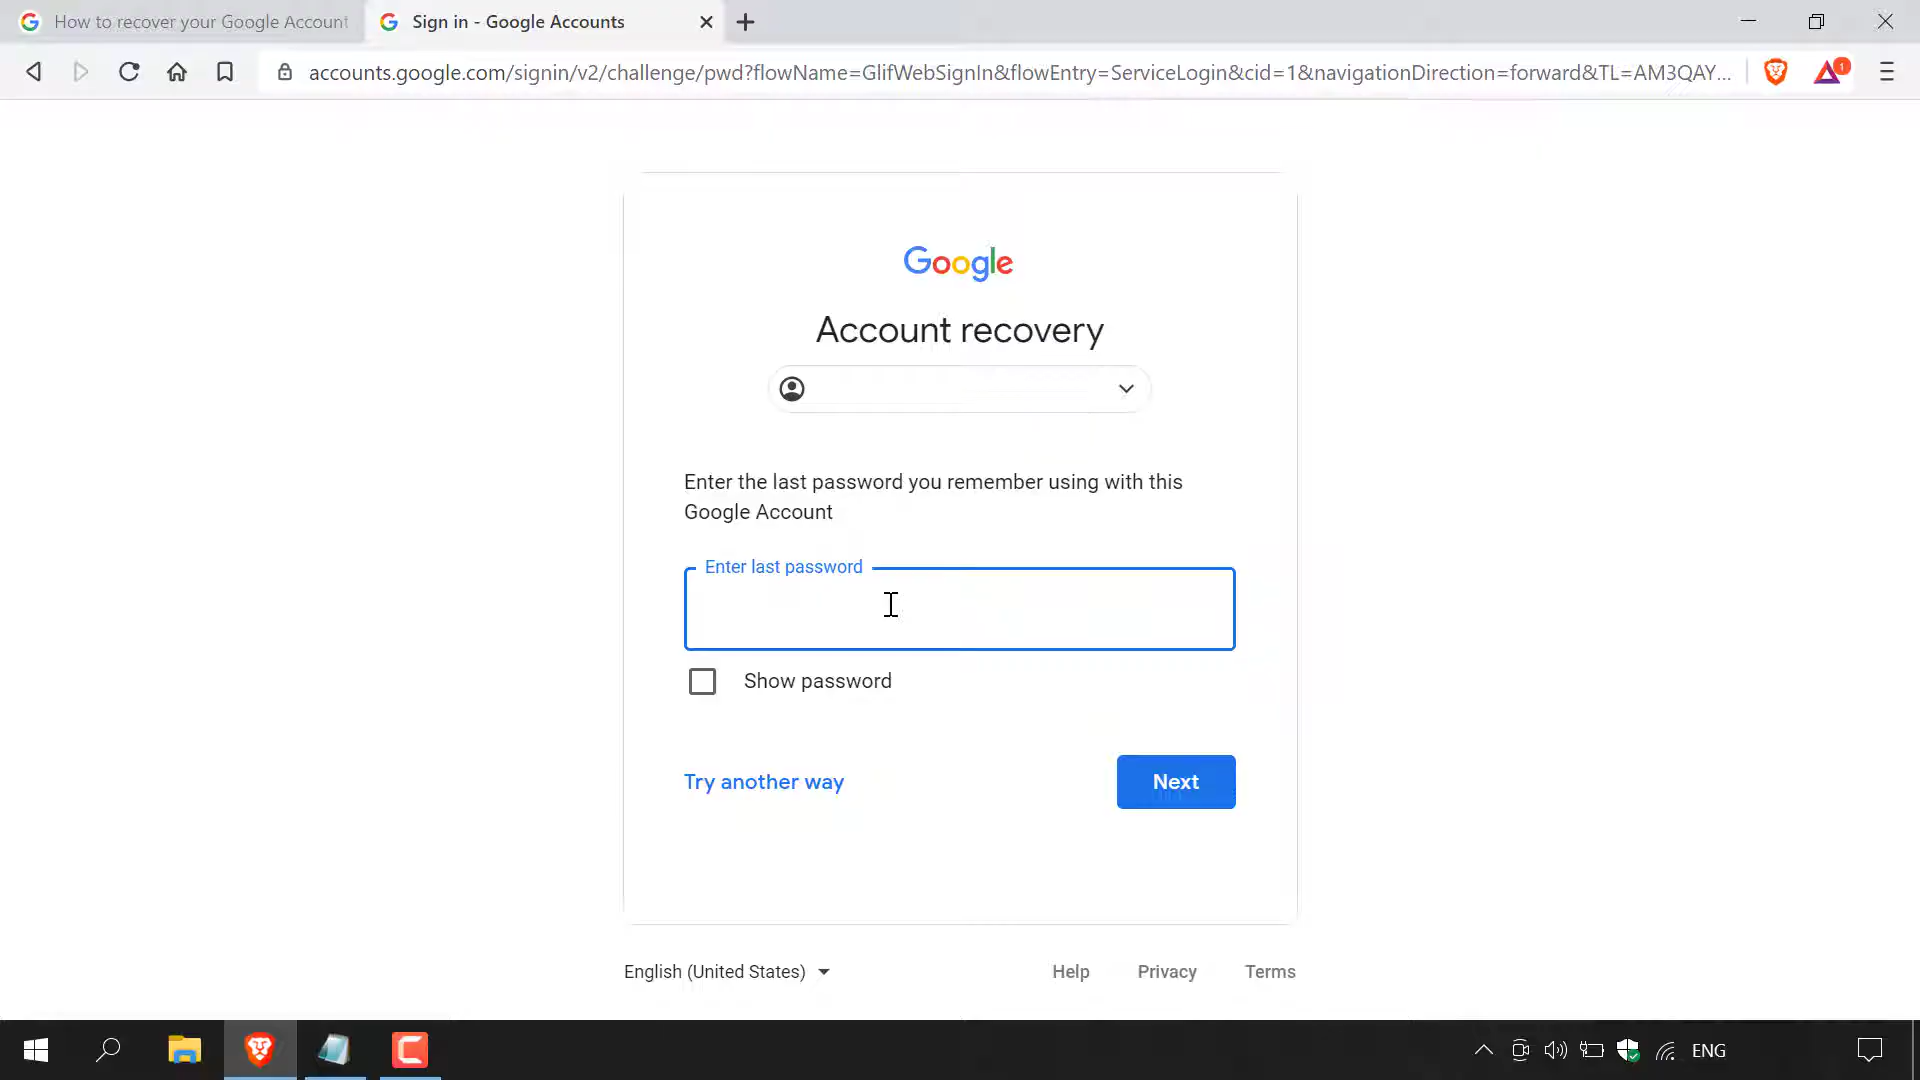 How to recover your Google Account
Sign in - Google Accounts
accounts.google.com/signin/v2/challenge/pwd?flowName=GlifWebSignIn&flowEntry=ServiceLogin&cid=1&navigationDirection=forward&TL=AM3QAY...
1
Google
Account recovery
Enter the last password you remember using with this
Google Account
Enter last password
Show password
Try another way
Next
English (United States)
Help
Privacy
Terms
ENG